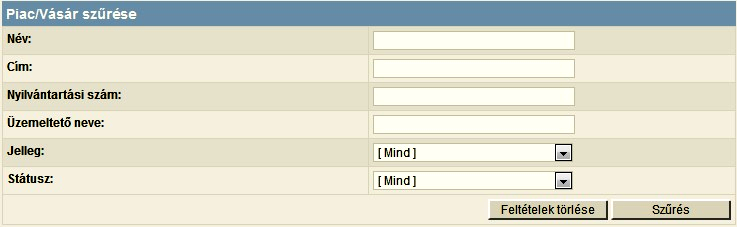 Piac/Vásár szűrése
Név:
Cím:
Nyilvántartási szám:
Üzemeltető neve:
Jelleg: [ Mind ]
Státusz: [ Mind ]
Feltételek törlése Szűrés